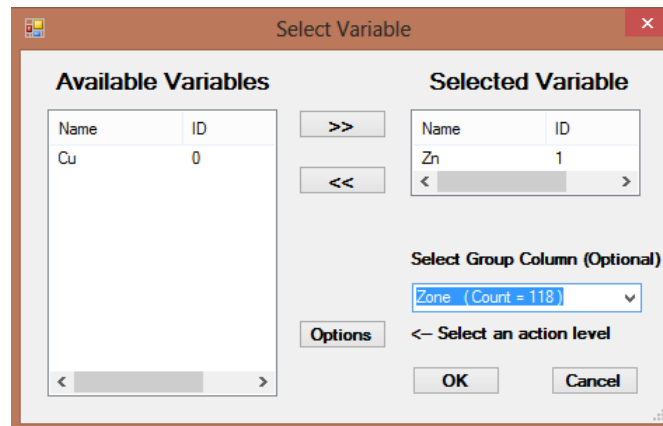 Select Variable
Available Variables
Name ID
Cu 0
>>
<<
Selected Variable
Name ID
Zn 1
Select Group Column (Optional)
Zone (Count = 118)
Options
<-- Select an action level
OK
Cancel